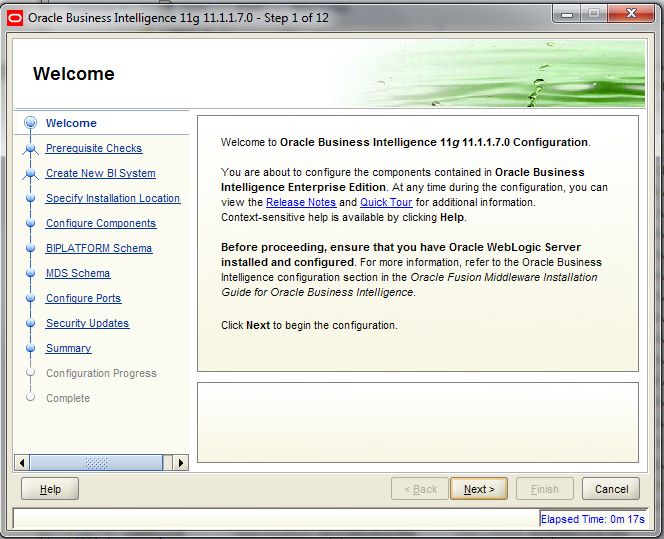 Oracle Business Intelligence 11g 11.1.1.7.0 - Step 1 of 12
Welcome
Welcome
Prerequisite Checks
Create New BI System
Specify Installation Location
Configure Components
BIPLATFORM Schema
MDS Schema
Configure Ports
Security Updates
Summary
Configuration Progress
Complete
Welcome to Oracle Business Intelligence 11g 11.1.1.7.0 Configuration.
You are about to configure the components contained in Oracle Business
Intelligence Enterprise Edition. At any time during the configuration, you can
view the Release Notes and Quick Tour for additional information.
Context-sensitive help is available by clicking Help.
Before proceeding, ensure that you have Oracle WebLogic Server
installed and configured. For more information, refer to the Oracle Business
Intelligence configuration section in the Oracle Fusion Middleware Installation
Guide for Oracle Business Intelligence.
Click Next to begin the configuration.
Help
< Back
Next >
Finish
Cancel
Elapsed Time: 0m 17s